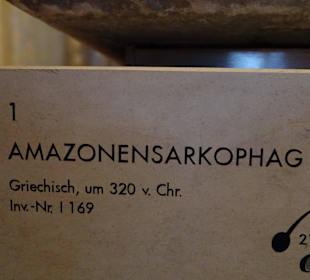 1
AMAZONENSARKOPHAG
Griechisch, um 320 v. Chr.
Inv.-Nr. I 169